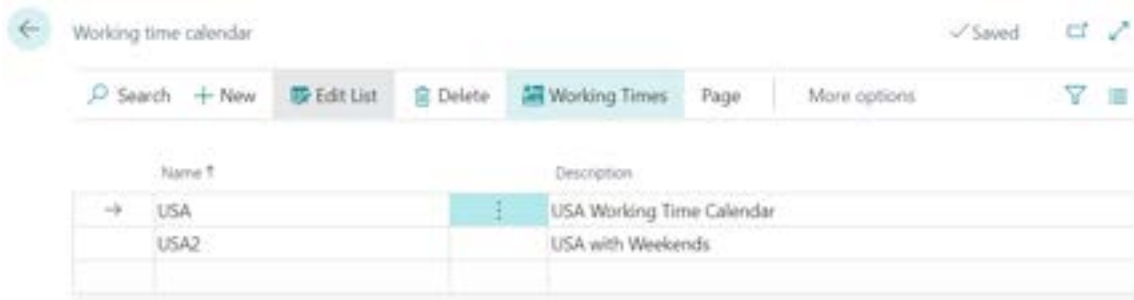 Working time calendar ✓ Saved
Search + New Edit List Delete Working Times Page More options
Name ↑ Description
→ USA ⋮ USA Working Time Calendar
USA2 USA with Weekends